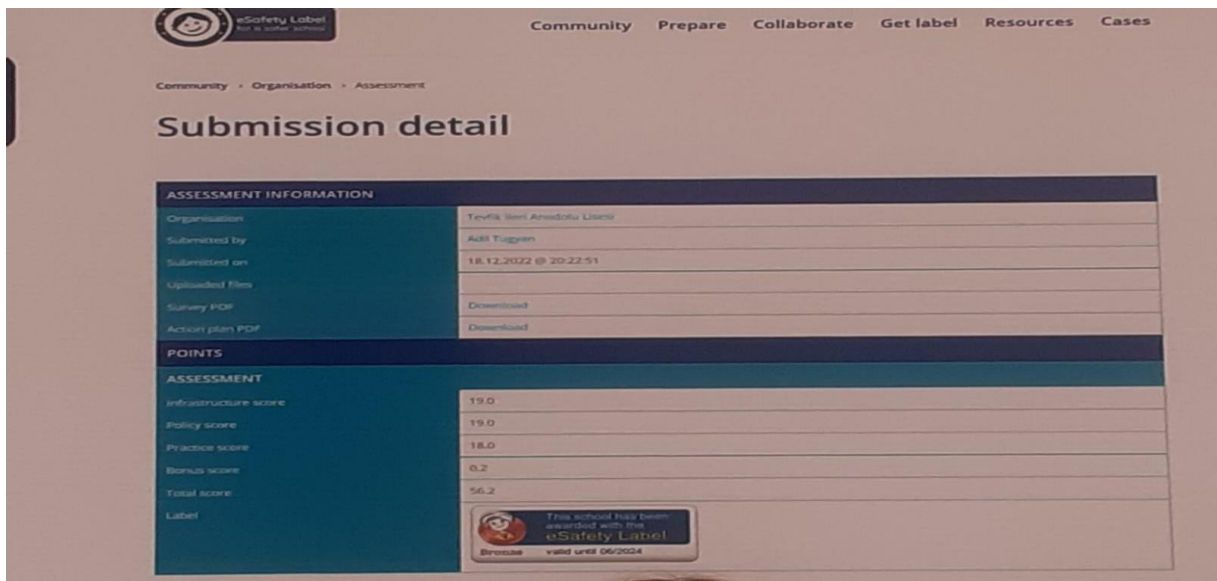 eSafety Label
for a safer school
Community Prepare Collaborate Get label Resources Cases
Community › Organisation › Assessment
Submission detail
ASSESSMENT INFORMATION
Organisation Tevfik İleri Anadolu Lisesi
Submitted by Adil Tugyan
Submitted on 18.12.2022 @ 20:22:51
Uploaded files
Survey PDF Download
Action plan PDF Download
POINTS
ASSESSMENT
Infrastructure score 19.0
Policy score 19.0
Practice score 18.0
Bonus score 0.2
Total score 56.2
Label
This school has been
awarded with the
eSafety Label
Bronze valid until 06/2024